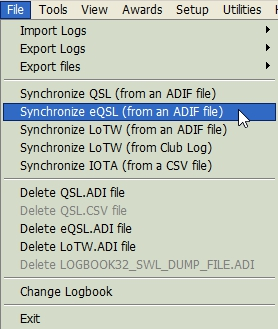 File Tools View Awards Setup Utilities
Import Logs
Export Logs
Export files
Synchronize QSL (from an ADIF file)
Synchronize eQSL (from an ADIF file)
Synchronize LoTW (from an ADIF file)
Synchronize LoTW (from Club Log)
Synchronize IOTA (from a CSV file)
Delete QSL.ADI file
Delete QSL.CSV file
Delete eQSL.ADI file
Delete LoTW.ADI file
Delete LOGBOOK32_SWL_DUMP_FILE.ADI
Change Logbook
Exit